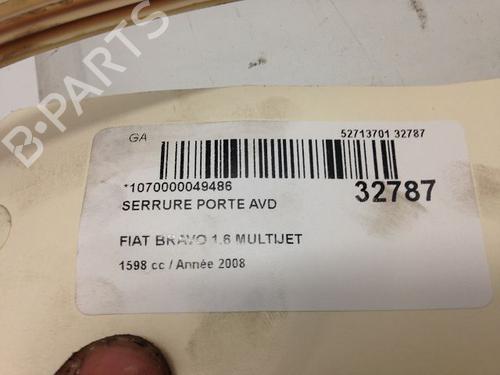 B-PARTS
GA
52713701 32787
*1070000049486
32787
SERRURE PORTE AVD
FIAT BRAVO 1.6 MULTIJET
1598 cc / Année 2008